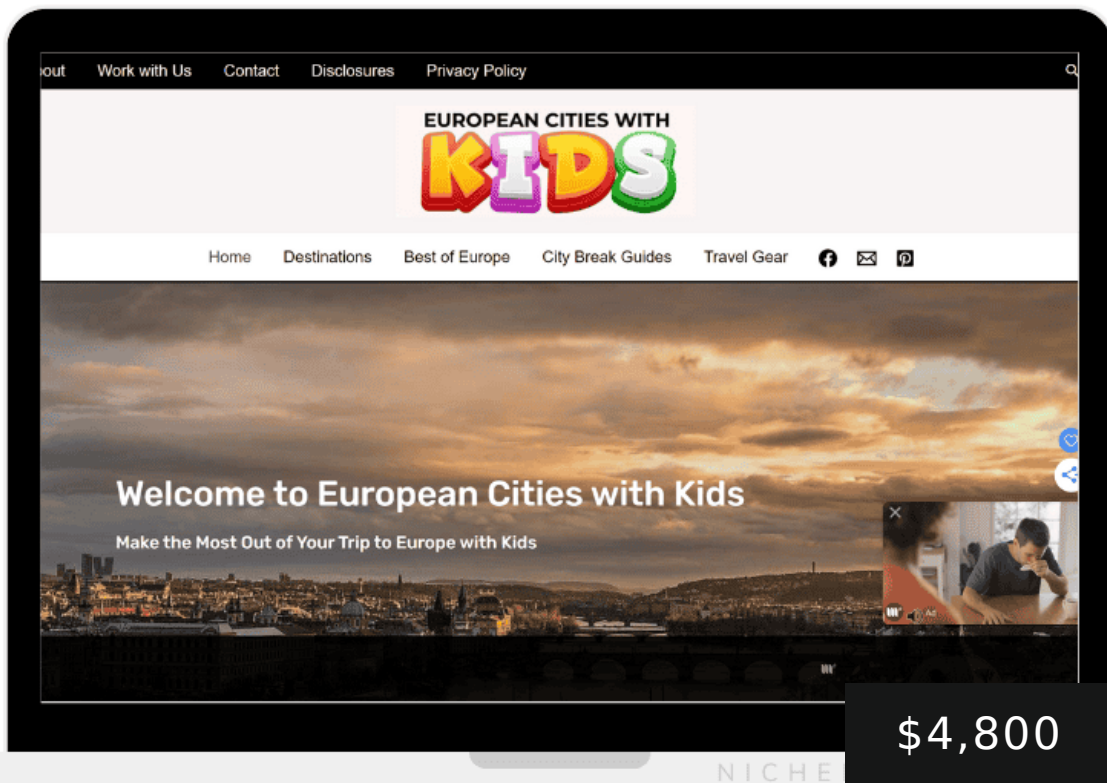 Work with Us Contact Disclosures Privacy Policy
EUROPEAN CITIES WITH
KIDS
Home Destinations Best of Europe City Break Guides Travel Gear
Welcome to European Cities with Kids
Make the Most Out of Your Trip to Europe with Kids
Ad
$4,800